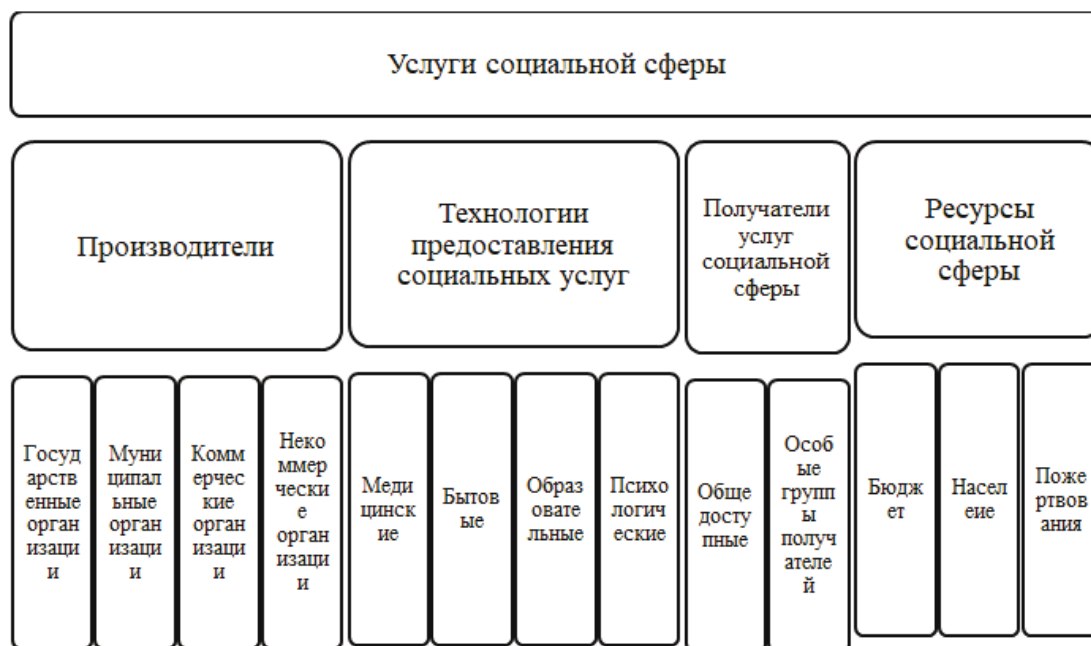 Услуги социальной сферы
Производители
Технологии
предоставления
социальных услуг
Получатели
услуг
социальной
сферы
Ресурсы
социальной
сферы
Госуд
арств
енные
органи
изаци
и
Муни
ципал
ьные
органи
изаци
и
Комм
ерчес
кие
орган
изаци
и
Неко
ммер
чески
е
орган
изаци
и
Меди
цинск
ие
Бытов
ые
Образ
овате
льные
Психо
логич
еские
Обще
досту
пные
Особ
ые
групп
ы
получ
ателе
й
Бюдж
ет
Насел
еие
Поже
ртвов
ания